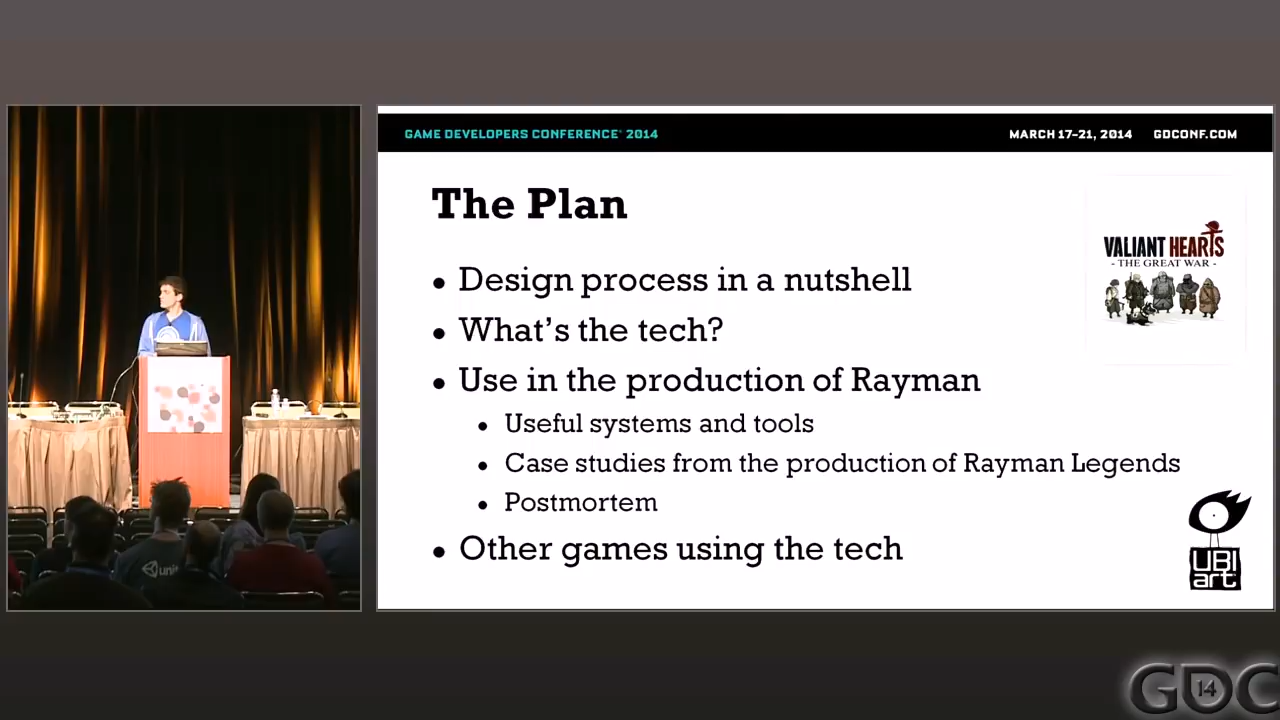 GAME DEVELOPERS CONFERENCE® 2014
MARCH 17–21, 2014 GDCONF.COM
The Plan
VALIANT HEARTS
- THE GREAT WAR -
• Design process in a nutshell
• What's the tech?
• Use in the production of Rayman
• Useful systems and tools
• Case studies from the production of Rayman Legends
• Postmortem
• Other games using the tech
UBI
art
unit
GDC
14